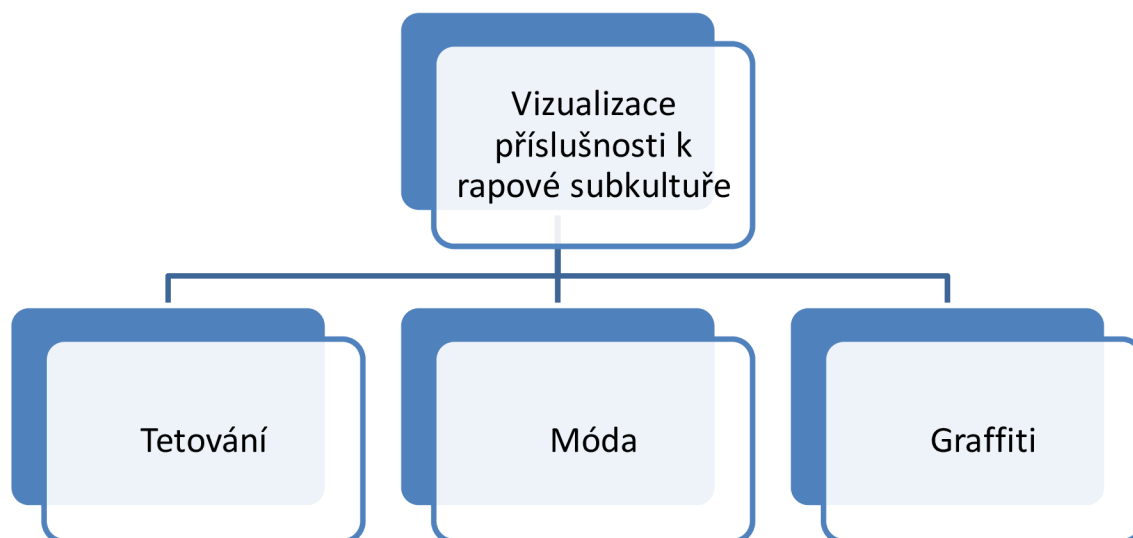 Vizualizace
příslušnosti k
rapové subkultuře
Tetování
Móda
Graffiti